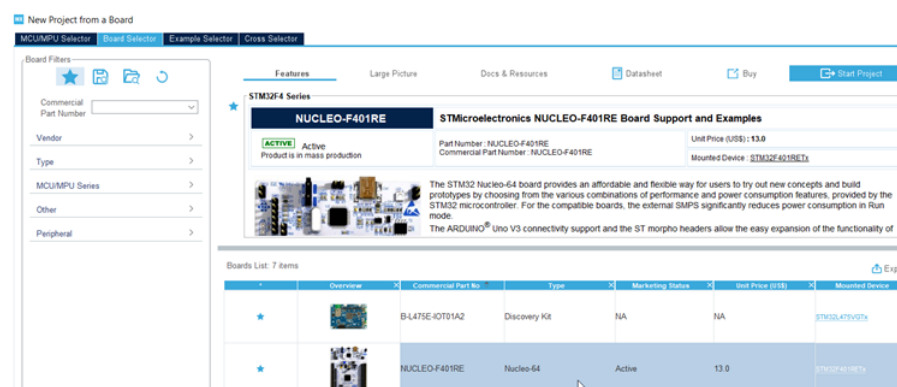 New Project from a Board
MCU/MPU Selector Board Selector Example Selector Cross Selector
Board Filters
Commercial
Part Number
Vendor
Type
MCU/MPU Series
Other
Peripheral
Features Large Picture Docs & Resources Datasheet Buy Start Project
STM32F4 Series
NUCLEO-F401RE
STMicroelectronics NUCLEO-F401RE Board Support and Examples
ACTIVE Active
Product is in mass production
Part Number : NUCLEO-F401RE
Commercial Part Number : NUCLEO-F401RE
Unit Price (US$) : 13.0
Mounted Device : STM32F401RETx
The STM32 Nucleo-64 board provides an affordable and flexible way for users to try out new concepts and build
prototypes by choosing from the various combinations of performance and power consumption features, provided by the
STM32 microcontroller. For the compatible boards, the external SMPS significantly reduces power consumption in Run
mode.
The ARDUINO® Uno V3 connectivity support and the ST morpho headers allow the easy expansion of the functionality of
Boards List: 7 items
Exp
* Overview X Commercial Part No Type X Marketing Status X Unit Price (US$) X Mounted Device
B-L475E-IOT01A2 Discovery Kit NA NA STM32L475VGTx
NUCLEO-F401RE Nucleo-64 Active 13.0 STM32F401RETx